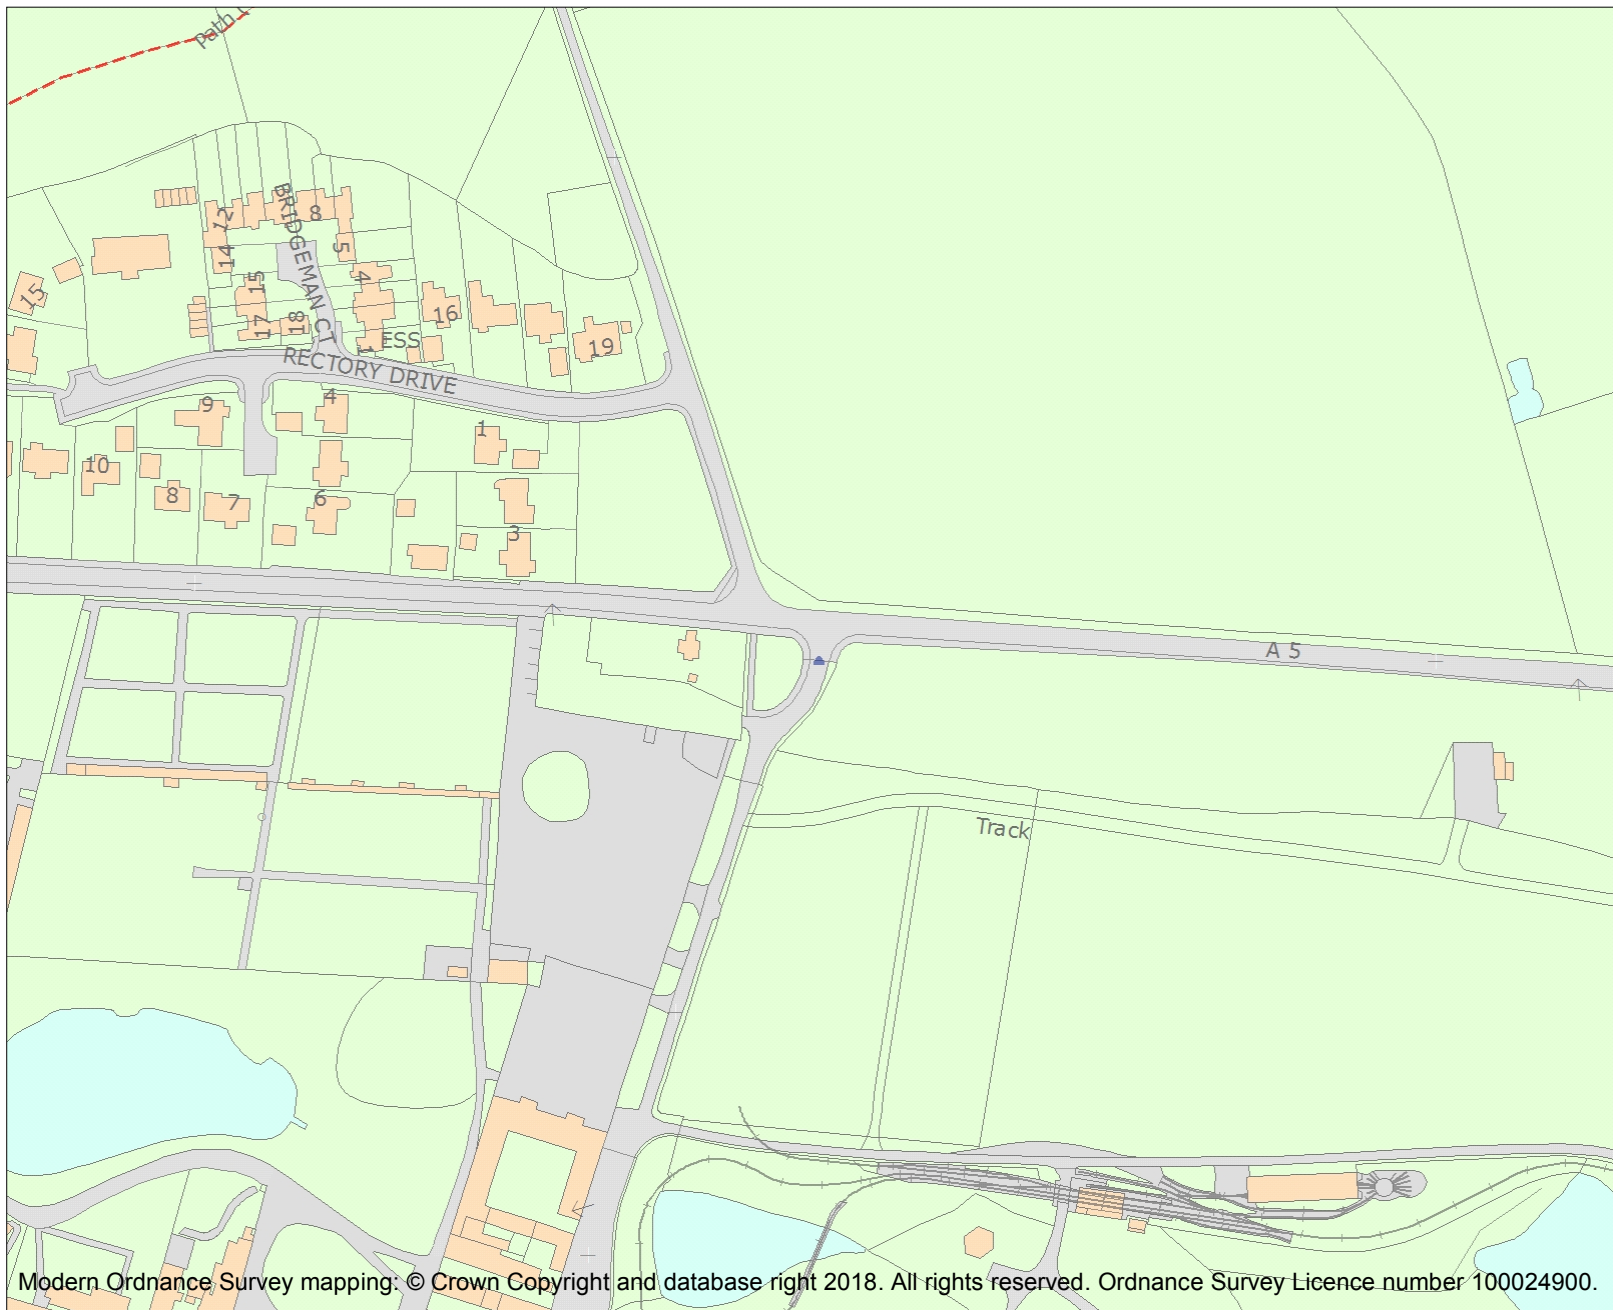 Path
BRIDGEMAN CT
12
8
14
5
15
15
4
17
18
16
1
ESS
19
RECTORY DRIVE
9
4
1
10
8
7
6
3
A 5
Track
Modern Ordnance Survey mapping: © Crown Copyright and database right 2018. All rights reserved. Ordnance Survey Licence number 100024900.